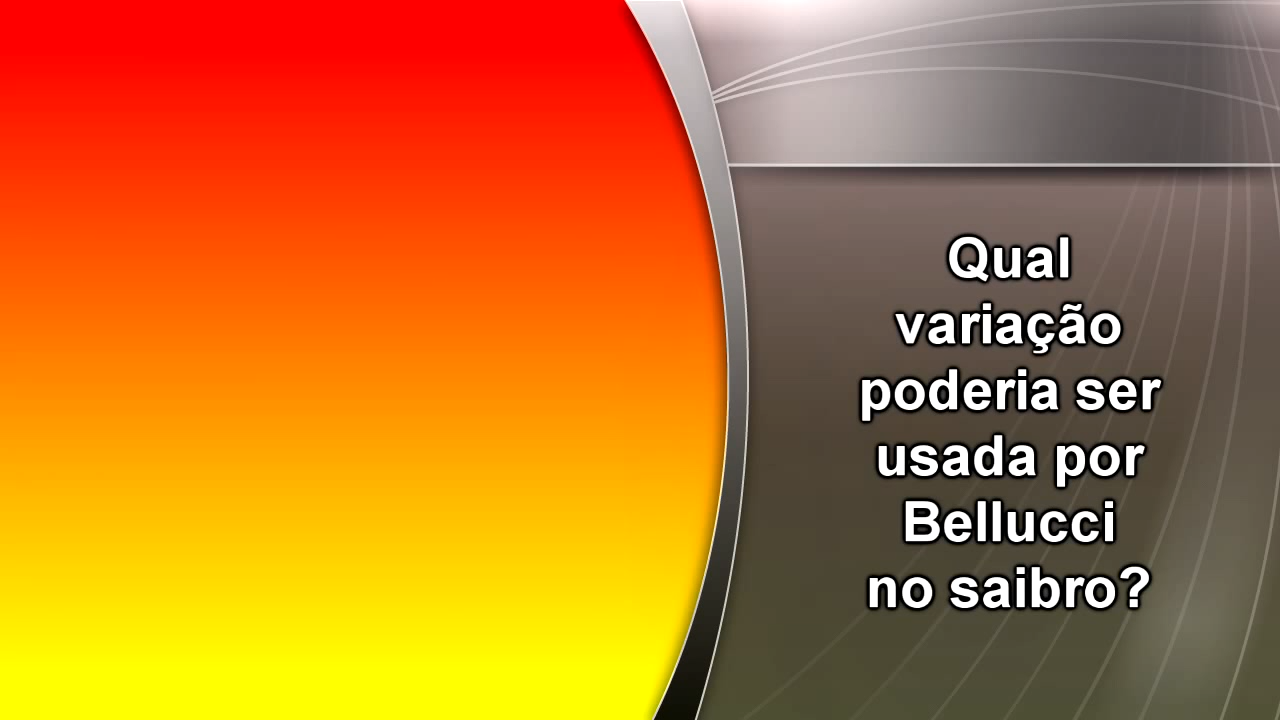 Qual
variação
poderia ser
usada por
Bellucci
no saibro?